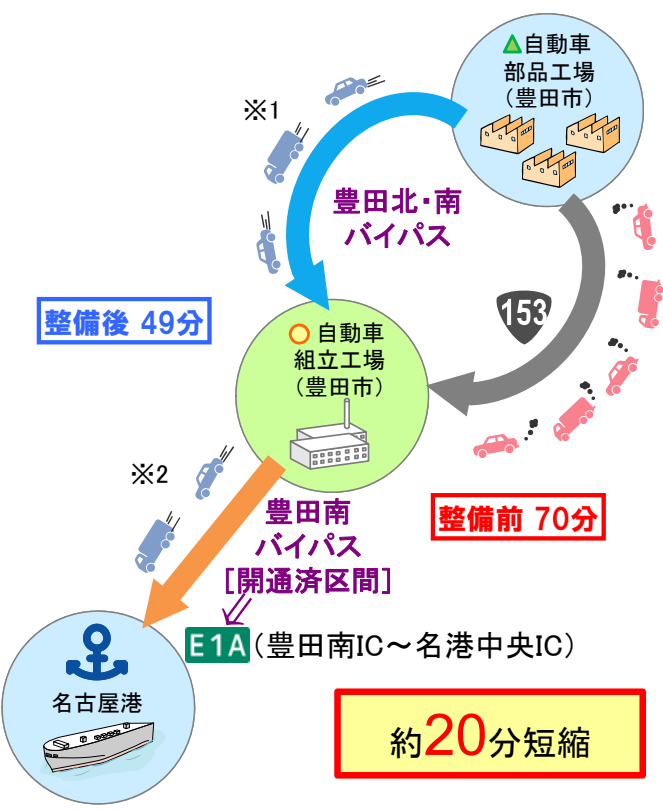 ▲自動車
部品工場
（豊田市）
※1
豊田北・南
バイパス
153
整備後 49分
○ 自動車
組立工場
（豊田市）
※2
整備前 70分
豊田南
バイパス
[開通済区間]
E1A（豊田南IC～名港中央IC）
名古屋港
約20分短縮